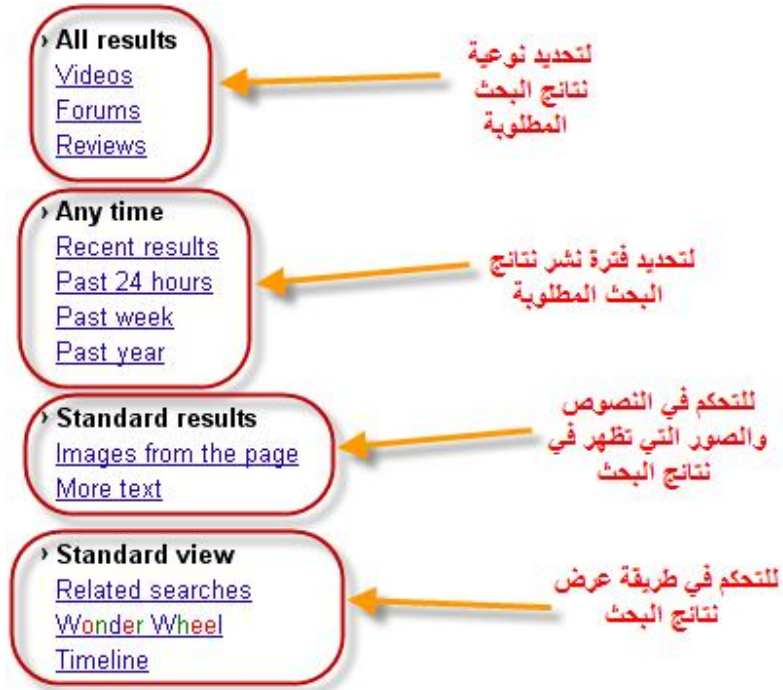 › All results
Videos
Forums
Reviews
لتحديد نوعية
نتائج البحث
المطلوبة
› Any time
Recent results
Past 24 hours
Past week
Past year
لتحديد فترة نشر نتائج
البحث المطلوبة
› Standard results
Images from the page
More text
للتحكم في النصوص
والصور التي تظهر في
نتائج البحث
› Standard view
Related searches
Wonder Wheel
Timeline
للتحكم في طريقة عرض
نتائج البحث